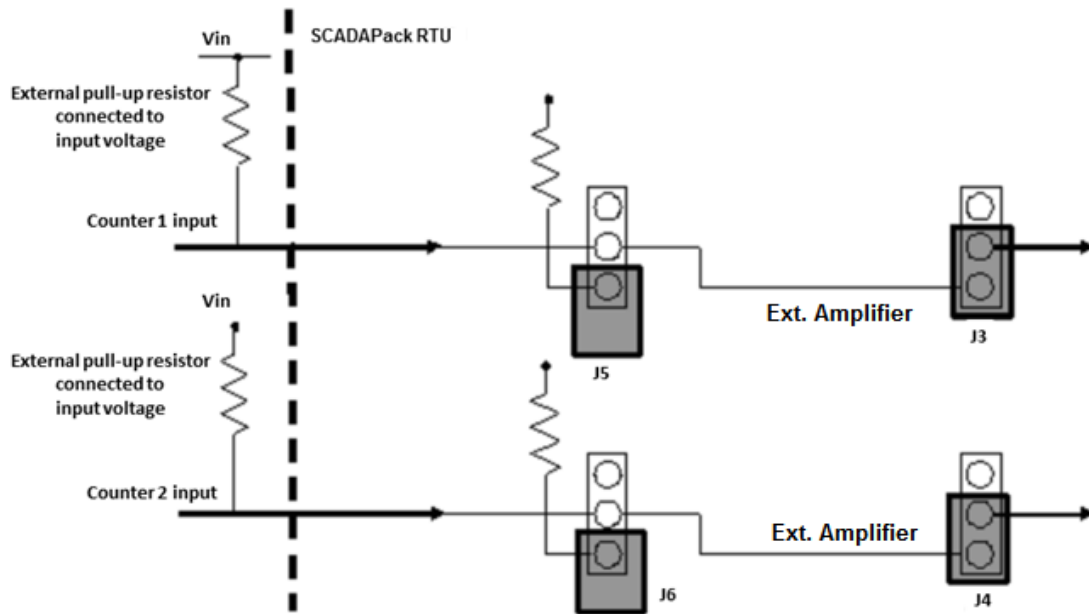 Vin
SCADAPack RTU
External pull-up resistor
connected to
input voltage
Counter 1 input
Ext. Amplifier
J3
J5
Vin
External pull-up resistor
connected to
input voltage
Counter 2 input
Ext. Amplifier
J6
J4